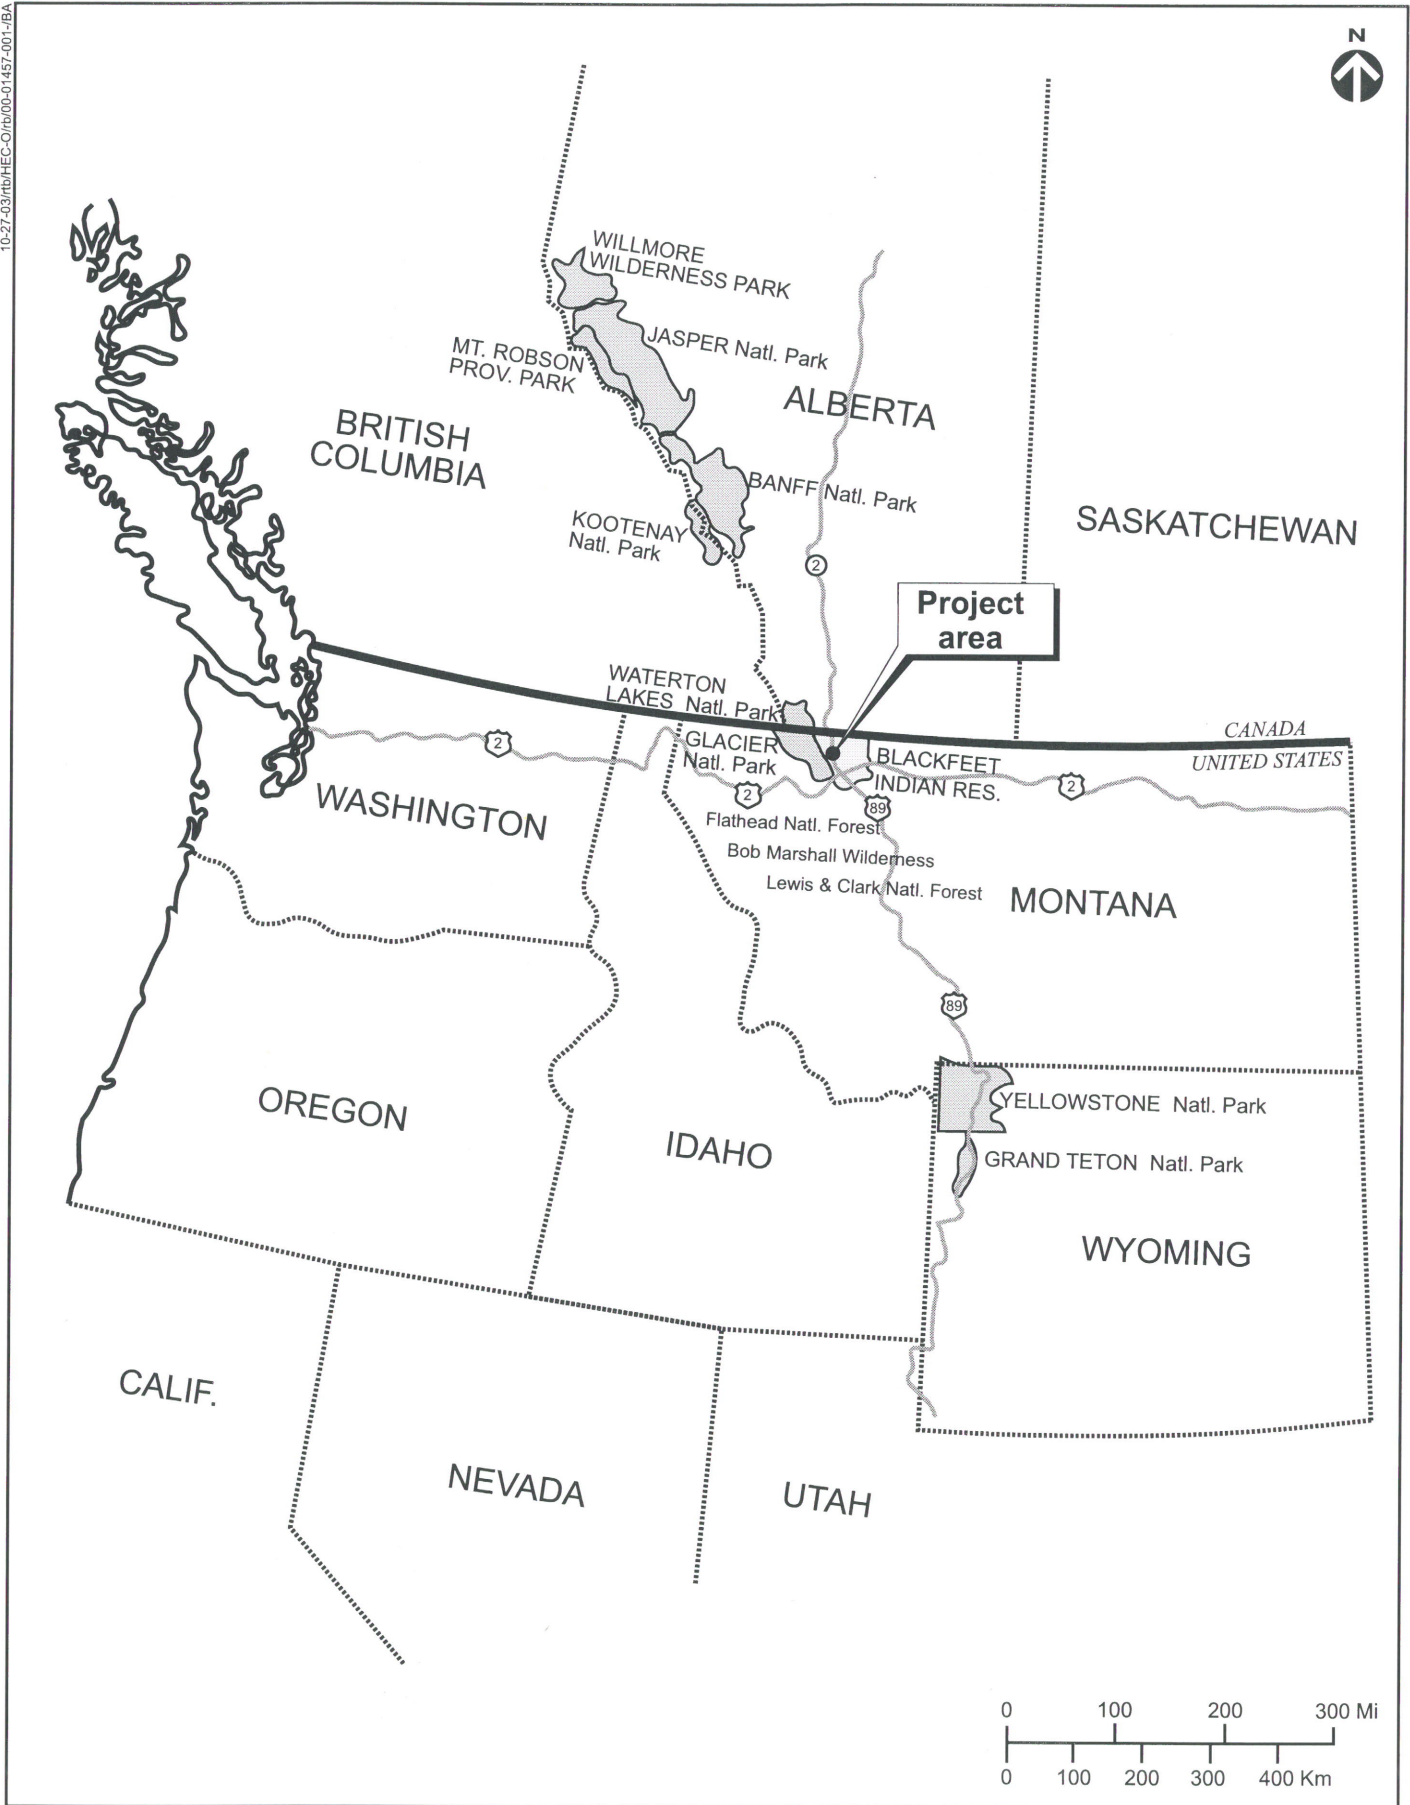 10-27-03/rtb/HEC-O/rb/00-01457-001-/BA
N
WILLMORE
WILDERNESS PARK
JASPER Natl. Park
MT. ROBSON
PROV. PARK
ALBERTA
BRITISH
COLUMBIA
BANFF Natl. Park
KOOTENAY
Natl. Park
SASKATCHEWAN
2
Project
area
WATERTON
LAKES Natl. Park
CANADA
UNITED STATES
GLACIER
Natl. Park
BLACKFEET
INDIAN RES.
2
2
2
89
WASHINGTON
Flathead Natl. Forest
Bob Marshall Wilderness
Lewis & Clark Natl. Forest
MONTANA
89
OREGON
IDAHO
YELLOWSTONE Natl. Park
GRAND TETON Natl. Park
WYOMING
CALIF.
NEVADA
UTAH
0 100 200 300 Mi
0 100 200 300 400 Km